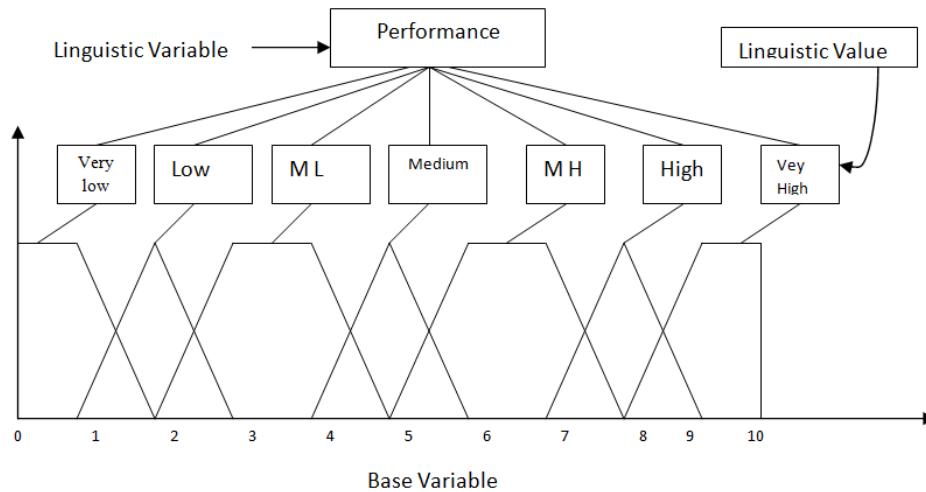 Performance
Linguistic Variable
Linguistic Value
Very
low
Low
M L
Medium
M H
High
Vey
High
0 1 2 3 4 5 6 7 8 9 10
Base Variable